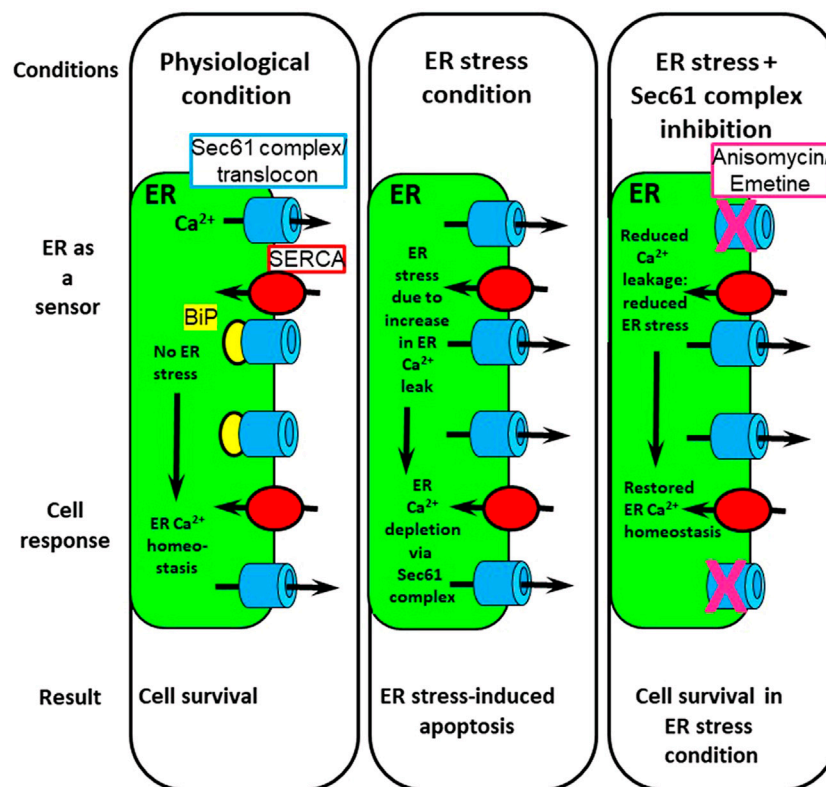 Conditions
Physiological
condition
ER stress
condition
ER stress +
Sec61 complex
inhibition
Sec61 complex/
translocon
Anisomycin/
Emetine
ER as
a
sensor
ER
Ca²⁺
SERCA
BiP
No ER
stress
ER
ER
stress
due to
increase
in ER
Ca²⁺
leak
ER
Reduced
Ca²⁺
leakage:
reduced
ER stress
Cell
response
ER Ca²⁺
homeo-
stasis
ER
Ca²⁺
depletion
via
Sec61
complex
Restored
ER Ca²⁺
homeostasis
Result
Cell survival
ER stress-induced
apoptosis
Cell survival in
ER stress
condition